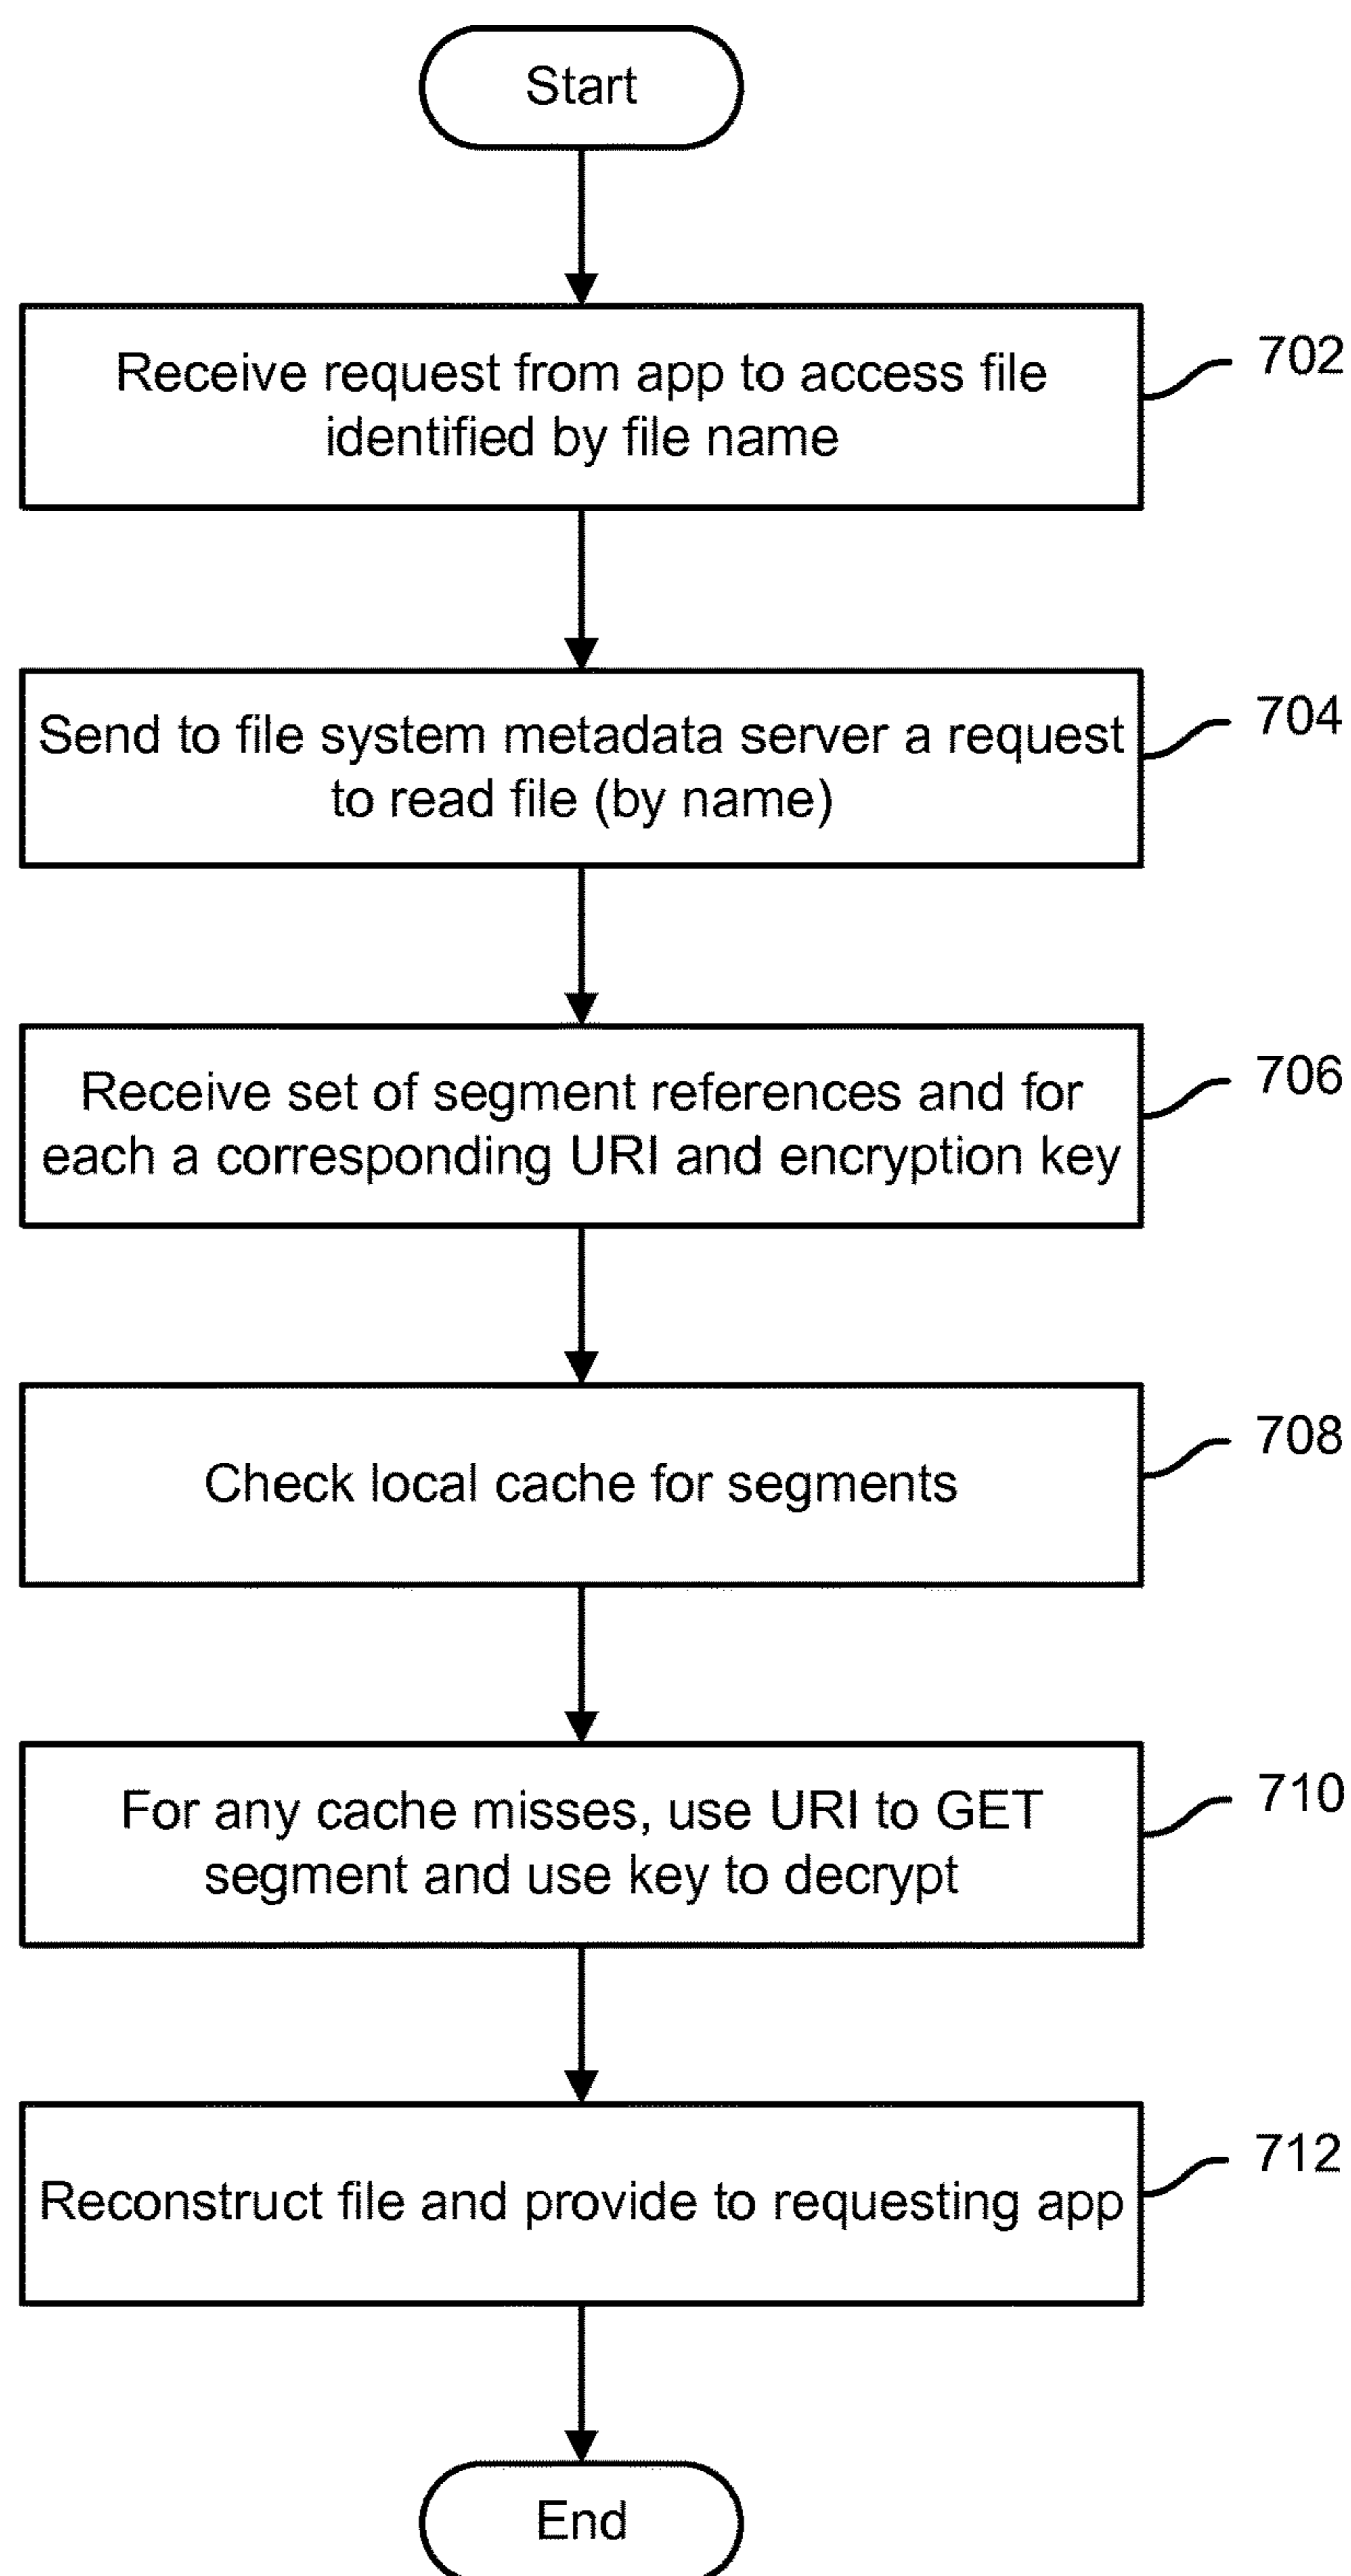 Start
Receive request from app to access file
identified by file name
702
Send to file system metadata server a request
to read file (by name)
704
Receive set of segment references and for
each a corresponding URI and encryption key
706
Check local cache for segments
708
For any cache misses, use URI to GET
segment and use key to decrypt
710
Reconstruct file and provide to requesting app
712
End